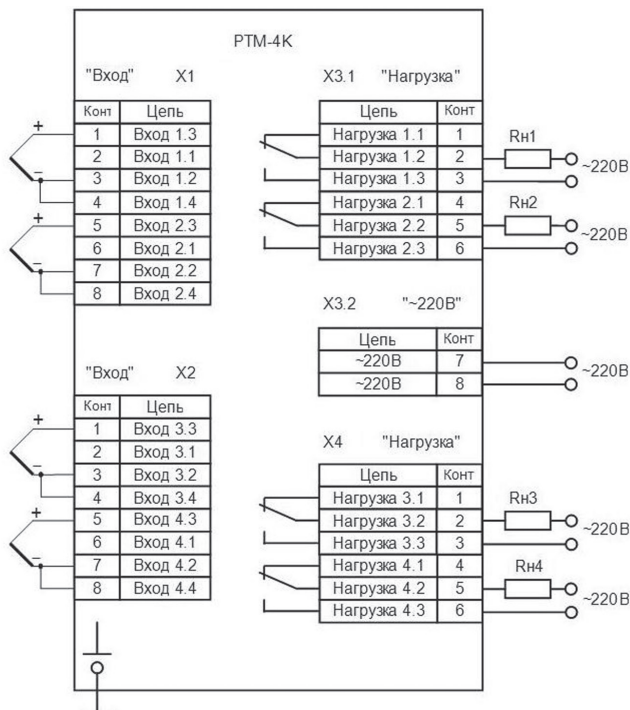 РТМ-4К
"Вход" X1
Конт Цепь
1 Вход 1.3
2 Вход 1.1
3 Вход 1.2
4 Вход 1.4
5 Вход 2.3
6 Вход 2.1
7 Вход 2.2
8 Вход 2.4
+
–
+
–
X3.1 "Нагрузка"
Цепь Конт
Нагрузка 1.1 1
Нагрузка 1.2 2
Нагрузка 1.3 3
Нагрузка 2.1 4
Нагрузка 2.2 5
Нагрузка 2.3 6
Rн1
~220В
Rн2
~220В
X3.2 "~220В"
Цепь Конт
~220В 7
~220В 8
~220В
"Вход" X2
Конт Цепь
1 Вход 3.3
2 Вход 3.1
3 Вход 3.2
4 Вход 3.4
5 Вход 4.3
6 Вход 4.1
7 Вход 4.2
8 Вход 4.4
+
–
+
–
X4 "Нагрузка"
Цепь Конт
Нагрузка 3.1 1
Нагрузка 3.2 2
Нагрузка 3.3 3
Нагрузка 4.1 4
Нагрузка 4.2 5
Нагрузка 4.3 6
Rн3
~220В
Rн4
~220В